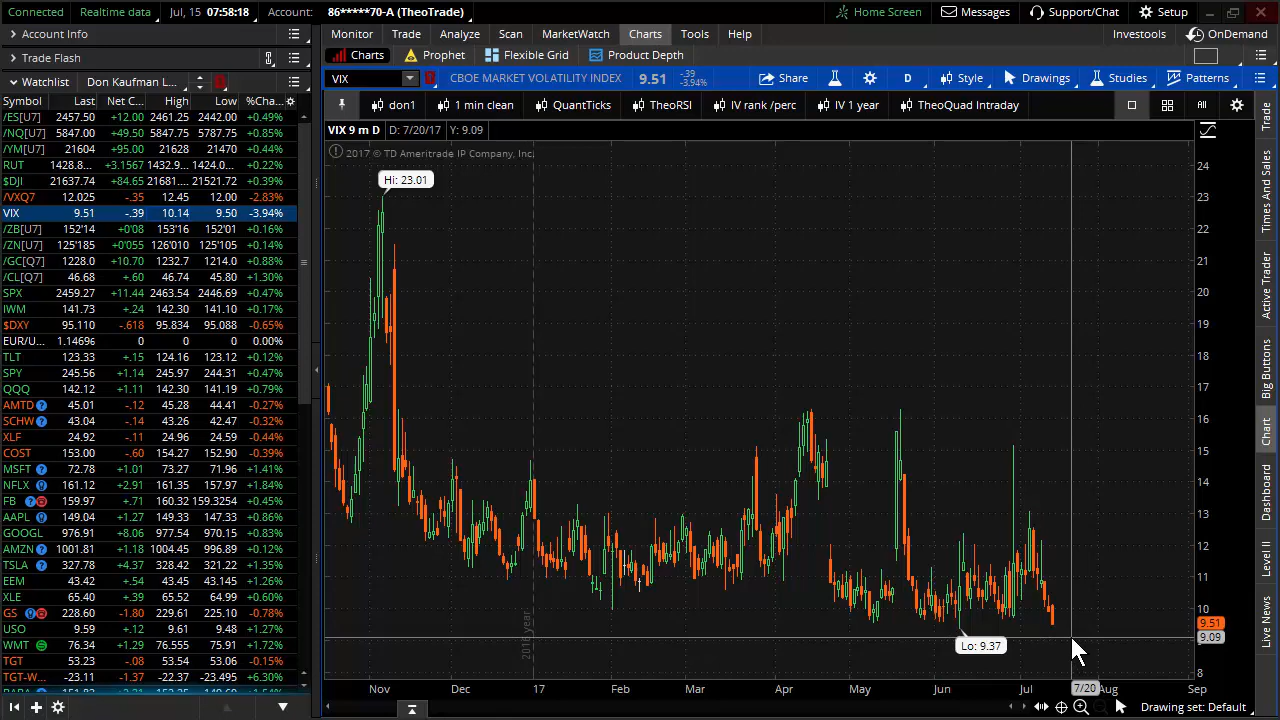 Connected Realtime data Jul, 15 07:58:18 Account: 86*****70-A (TheoTrade) Home Screen Messages Support/Chat Setup
Account Info Monitor Trade Analyze Scan MarketWatch Charts Tools Help Investools OnDemand
Trade Flash Charts Prophet Flexible Grid Product Depth
Watchlist Don Kaufman L... VIX CBOE MARKET VOLATILITY INDEX 9.51 -.39 -3.94% Share D Style Drawings Studies Patterns
Symbol Last Net C... High Low %Cha... don1 1 min clean QuantTicks TheoRSI IV rank /perc IV 1 year TheoQuad Intraday All
VIX 9 m D D: 7/20/17 Y: 9.09
2017 © TD Ameritrade IP Company, Inc.
/ES[U7] 2457.50 +12.00 2461.25 2442.00 +0.49%
/NQ[U7] 5847.00 +49.50 5847.75 5787.75 +0.85%
/YM[U7] 21604 +95.00 21628 21470 +0.44%
RUT 1428.8... +3.1567 1432.9... 1424.0... +0.22%
$DJI 21637.74 +84.65 21681.... 21521.72 +0.39%
/VXQ7 12.025 -.35 12.45 12.00 -2.83%
VIX 9.51 -.39 10.14 9.50 -3.94%
/ZB[U7] 152'14 +0'08 153'16 152'01 +0.16%
/ZN[U7] 125'185 +0'055 126'010 125'105 +0.14%
/GC[Q7] 1228.0 +10.70 1232.7 1214.0 +0.88%
/CL[Q7] 46.68 +.60 46.74 45.80 +1.30%
SPX 2459.27 +11.44 2463.54 2446.69 +0.47%
IWM 141.73 +.24 142.30 141.10 +0.17%
$DXY 95.110 -.618 95.834 95.088 -0.65%
EUR/U... 1.14696 0 0 0 0.00%
TLT 123.33 +.15 124.16 123.12 +0.12%
SPY 245.56 +1.14 245.97 244.31 +0.47%
QQQ 142.12 +1.11 142.30 141.19 +0.79%
AMTD 45.01 -.12 45.28 44.41 -0.27%
SCHW 43.04 -.14 43.26 42.47 -0.32%
XLF 24.92 -.11 24.96 24.59 -0.44%
COST 153.00 -.60 154.27 152.90 -0.39%
MSFT 72.78 +1.01 73.27 71.96 +1.41%
NFLX 161.12 +2.91 161.35 157.97 +1.84%
FB 159.97 +.71 160.32 159.3254 +0.45%
AAPL 149.04 +1.27 149.33 147.33 +0.86%
GOOGL 976.91 +8.06 977.54 970.15 +0.83%
AMZN 1001.81 +1.18 1004.45 996.89 +0.12%
TSLA 327.78 +4.37 328.42 321.22 +1.35%
EEM 43.42 +.54 43.45 43.145 +1.26%
XLE 65.40 +.39 65.52 64.99 +0.60%
GS 228.60 -1.80 229.61 225.10 -0.78%
USO 9.59 +.12 9.61 9.48 +1.27%
WMT 76.34 +1.29 76.555 75.91 +1.72%
TGT 53.23 -.08 53.54 53.06 -0.15%
TGT-W... -23.11 -1.37 -22.37 -23.495 +6.30%
Hi: 23.01
Lo: 9.37
2016 year
24
23
22
21
20
19
18
17
16
15
14
13
12
11
10
9.51
9.09
8
Nov Dec 17 Feb Mar Apr May Jun Jul 7/20 Aug Sep
Drawing set: Default
Trade
Times And Sales
Active Trader
Big Buttons
Chart
Dashboard
Level II
Live News